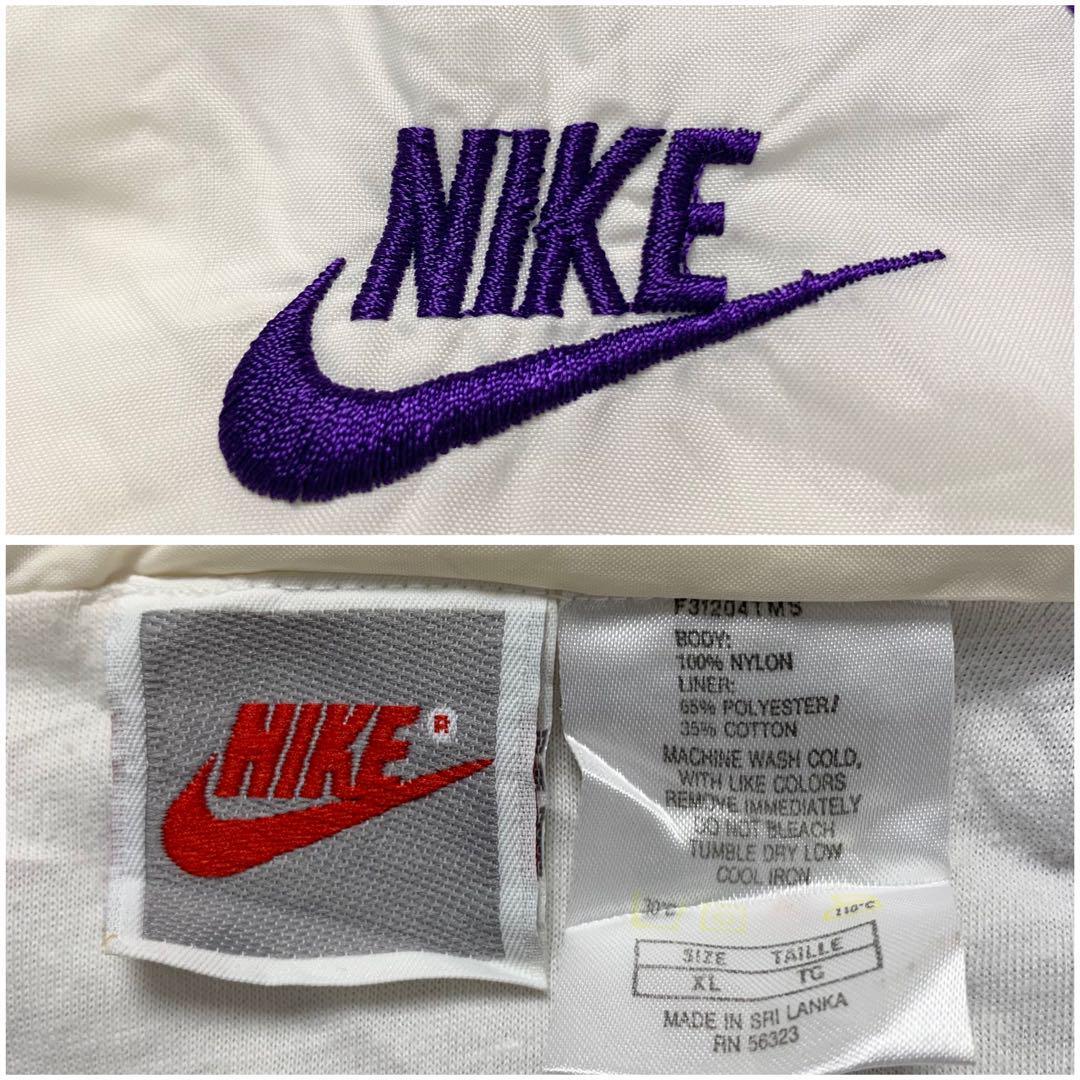 NIKE
NIKE®
BODY:
100% NYLON
LINER:
65% POLYESTER/
35% COTTON
MACHINE WASH COLD,
WITH LIKE COLORS
REMOVE IMMEDIATELY
DO NOT BLEACH
TUMBLE DRY LOW
COOL IRON
30°C
110°C
SIZE TAILLE
XL TG
MADE IN SRI LANKA
RN 56323